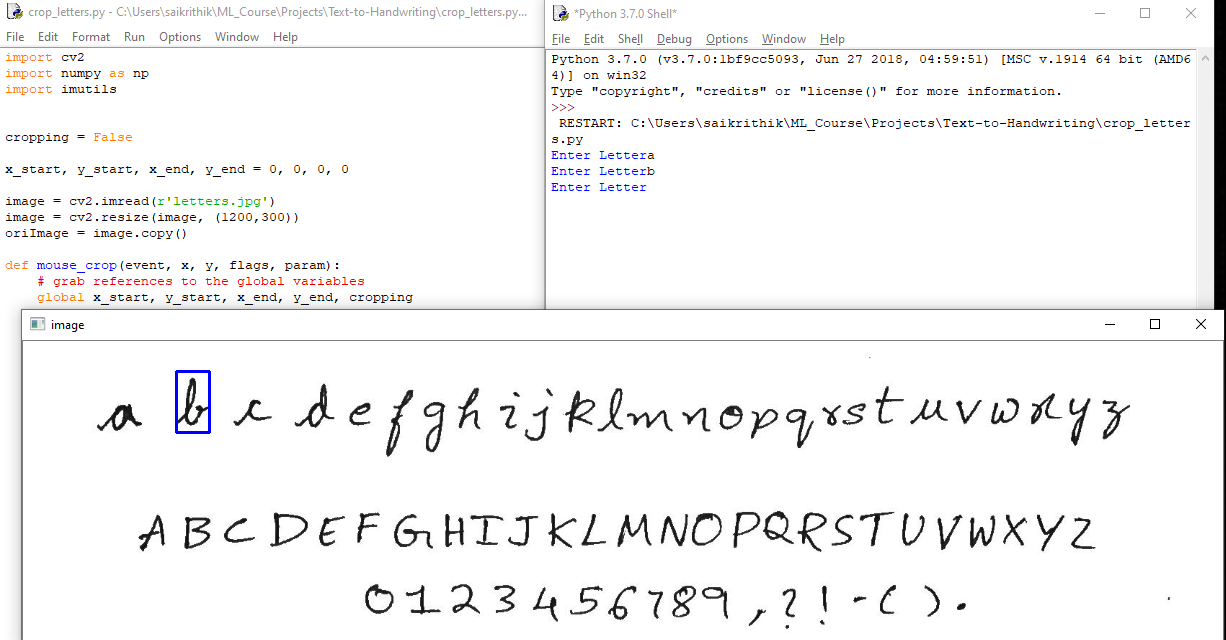 crop_letters.py - C:\Users\saikrithik\ML_Course\Projects\Text-to-Handwriting\crop_letters.py...
File Edit Format Run Options Window Help
import cv2
import numpy as np
import imutils
cropping = False
x_start, y_start, x_end, y_end = 0, 0, 0, 0
image = cv2.imread(r'letters.jpg')
image = cv2.resize(image, (1200,300))
oriImage = image.copy()
def mouse_crop(event, x, y, flags, param):
    # grab references to the global variables
    global x_start, y_start, x_end, y_end, cropping
*Python 3.7.0 Shell*
File Edit Shell Debug Options Window Help
Python 3.7.0 (v3.7.0:1bf9cc5093, Jun 27 2018, 04:59:51) [MSC v.1914 64 bit (AMD6
4)] on win32
Type "copyright", "credits" or "license()" for more information.
>>>
 RESTART: C:\Users\saikrithik\ML_Course\Projects\Text-to-Handwriting\crop_letter
s.py
Enter Lettera
Enter Letterb
Enter Letter
image
a b c d e f g h i j k l m n o p q r s t u v w x y z
A B C D E F G H I J K L M N O P Q R S T U V W X Y Z
0 1 2 3 4 5 6 7 8 9 , ? ! - ( ) .